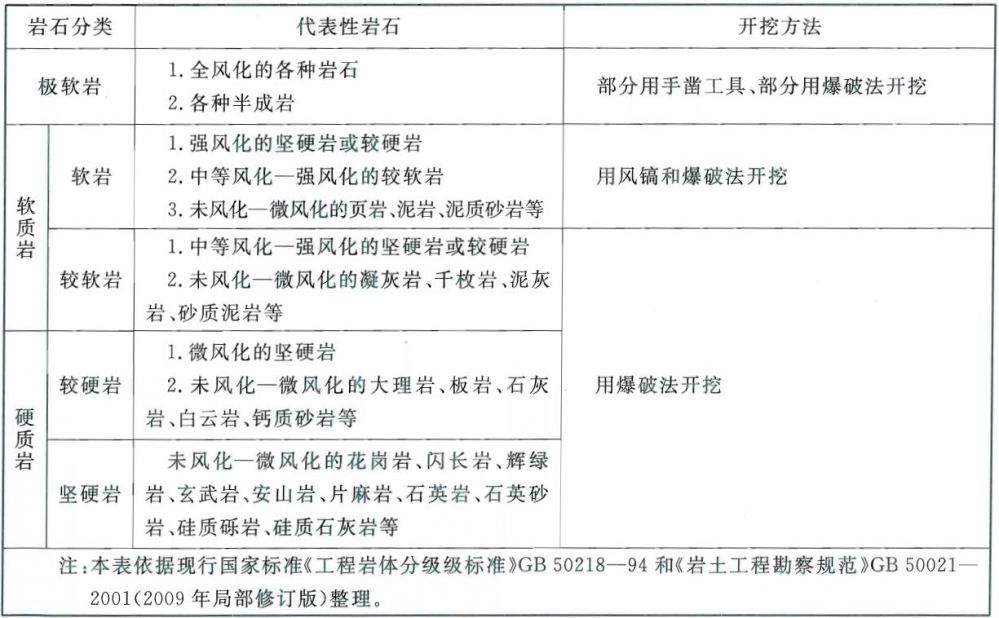 岩石分类
代表性岩石
开挖方法
极软岩
1.全风化的各种岩石
2.各种半成岩
部分用手凿工具、部分用爆破法开挖
软质岩
软岩
1.强风化的坚硬岩或较硬岩
2.中等风化—强风化的较软岩
3.未风化—微风化的页岩、泥岩、泥质砂岩等
用风镐和爆破法开挖
较软岩
1.中等风化—强风化的坚硬岩或较硬岩
2.未风化—微风化的凝灰岩、千枚岩、泥灰
岩、砂质泥岩等
用爆破法开挖
硬质岩
较硬岩
1.微风化的坚硬岩
2.未风化—微风化的大理岩、板岩、石灰
岩、白云岩、钙质砂岩等
坚硬岩
未风化—微风化的花岗岩、闪长岩、辉绿
岩、玄武岩、安山岩、片麻岩、石英岩、石英砂
岩、硅质砾岩、硅质石灰岩等
注:本表依据现行国家标准《工程岩体分级级标准》GB 50218—94 和《岩土工程勘察规范》GB 50021—
2001(2009 年局部修订版)整理。